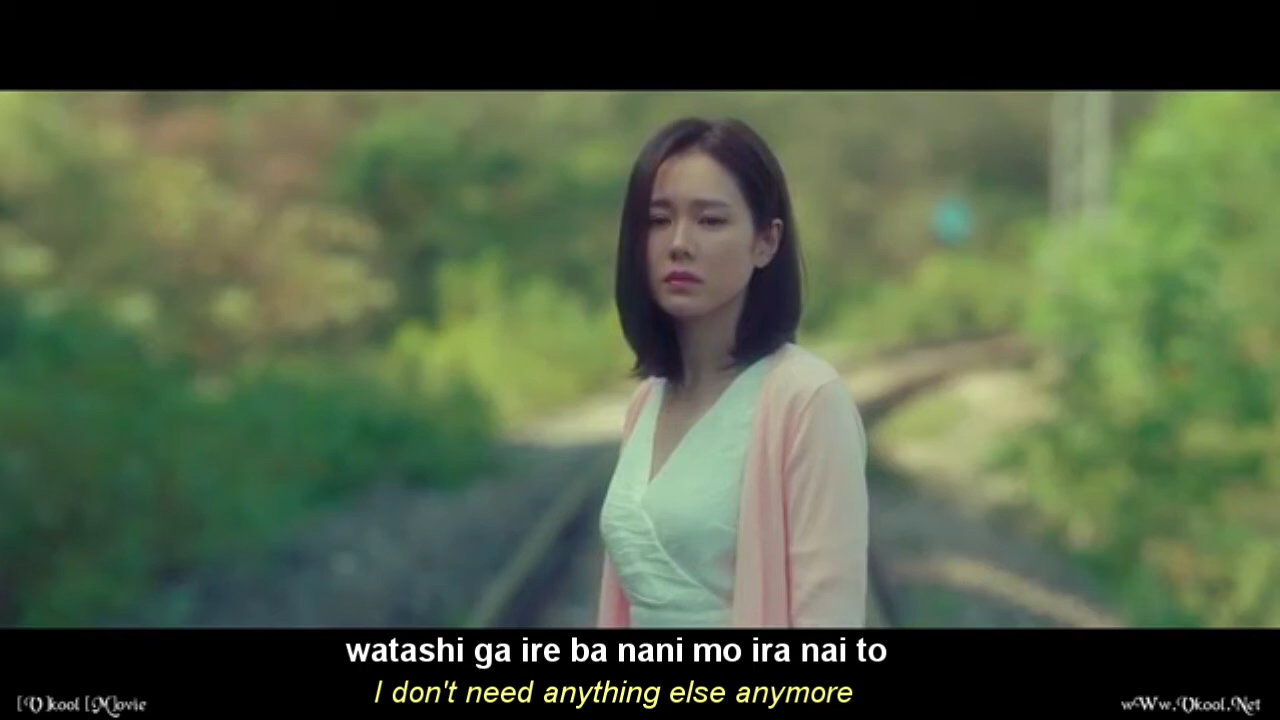 watashi ga ire ba nani mo ira nai to
I don't need anything else anymore
[V]kool [M]ovie
wWw.Vkool.Net